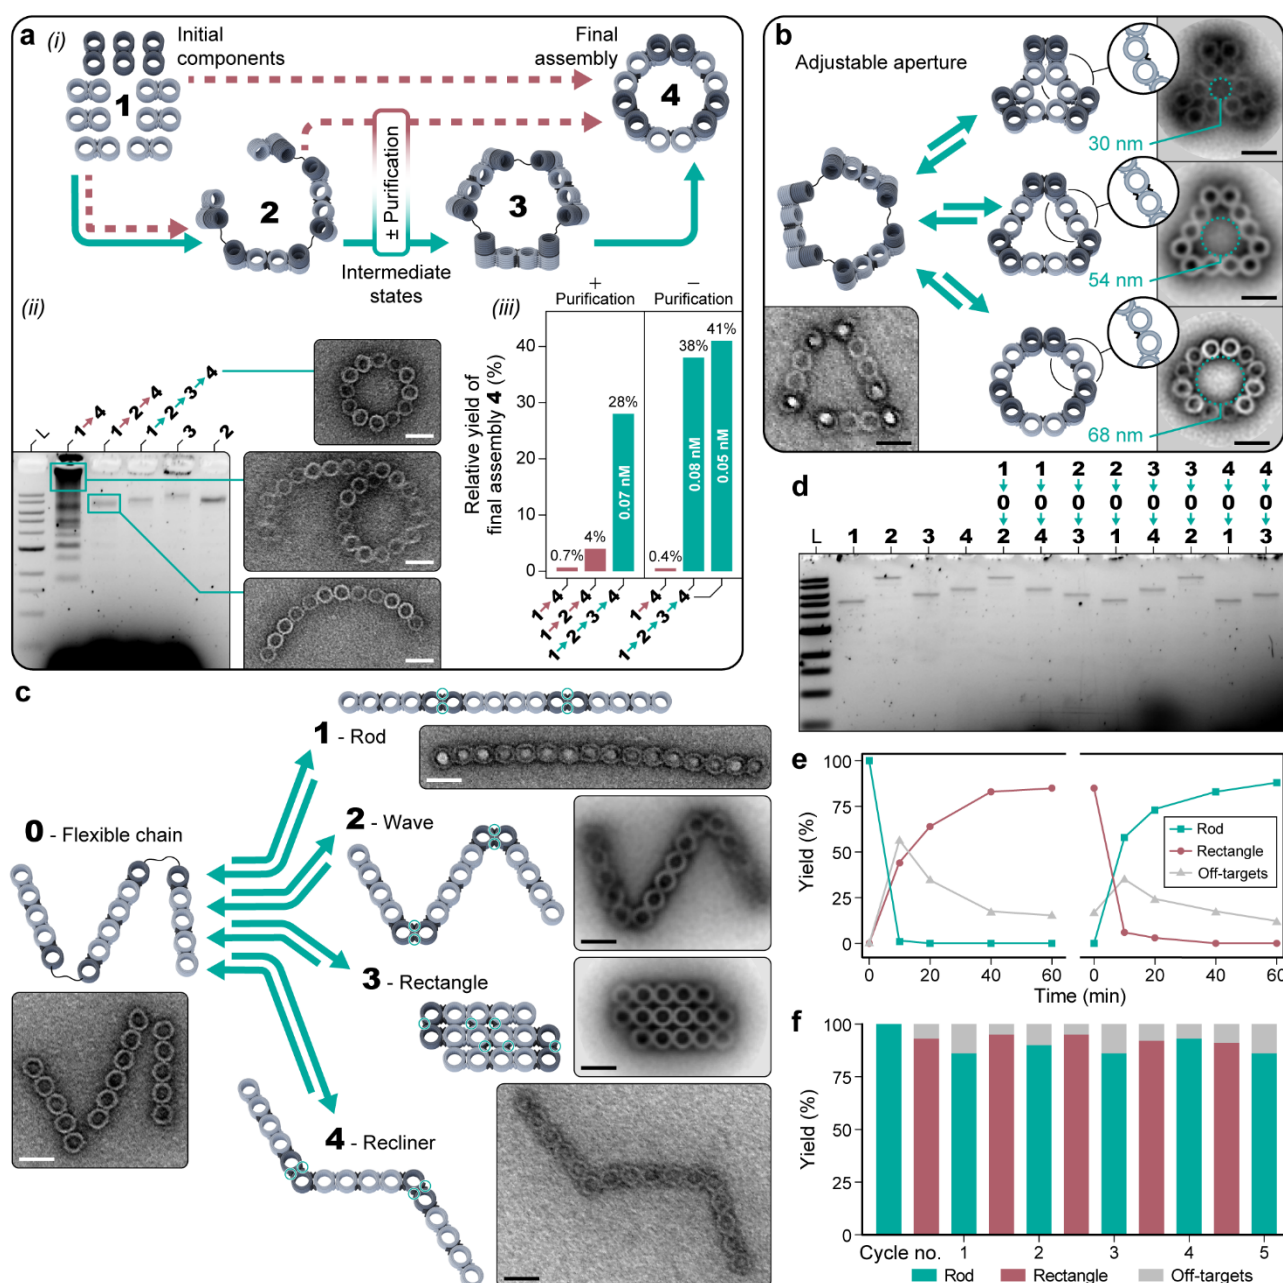 a (i)
Initial
components
Final
assembly
1
4
2
3
± Purification
Intermediate
states
(ii)
L
1→4
1→2→4
1→2→3→4
3
2
(iii)
+
Purification
–
Purification
Relative yield of
final assembly 4 (%)
40
30
20
10
0
0.7%
4%
28%
0.07 nM
0.4%
38%
0.08 nM
41%
0.05 nM
1→4
1→2→4
1→2→3→4
1→4
1→2→3→4
b
Adjustable aperture
30 nm
54 nm
68 nm
c
0 - Flexible chain
1 - Rod
2 - Wave
3 - Rectangle
4 - Recliner
d
1 1 2 2 3 3 4 4
0 0 0 0 0 0 0 0
L 1 2 3 4 2 4 3 1 4 2 1 3
e
Yield (%)
100
75
50
25
0
0 20 40 60 0 20 40 60
Time (min)
Rod
Rectangle
Off-targets
f
Yield (%)
100
75
50
25
0
Cycle no. 1 2 3 4 5
Rod Rectangle Off-targets